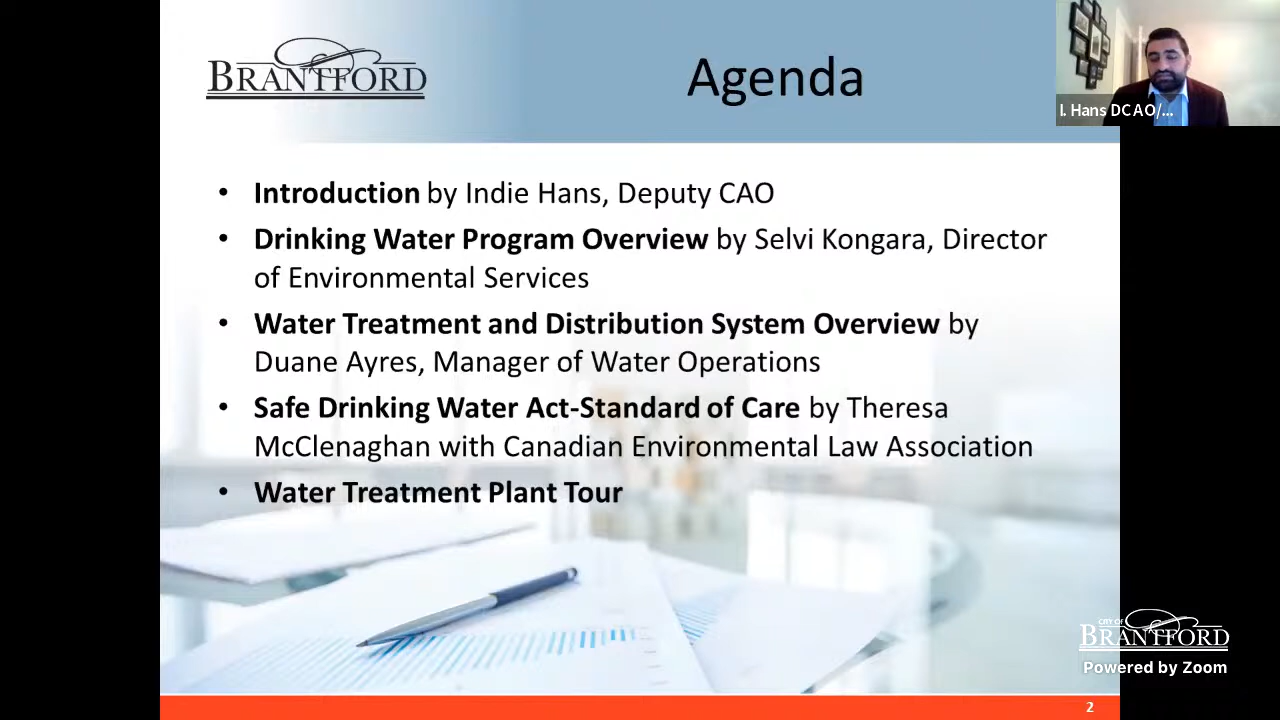 BRANTFORD
Agenda
I. Hans DCAO/...
• Introduction by Indie Hans, Deputy CAO
• Drinking Water Program Overview by Selvi Kongara, Director
of Environmental Services
• Water Treatment and Distribution System Overview by
Duane Ayres, Manager of Water Operations
• Safe Drinking Water Act-Standard of Care by Theresa
McClenaghan with Canadian Environmental Law Association
• Water Treatment Plant Tour
CITY OF
BRANTFORD
Powered by Zoom
2